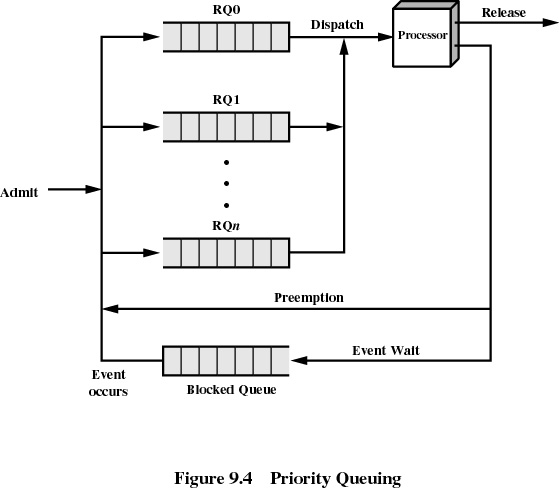 RQ0
Dispatch
Release
Processor
RQ1
Admit
RQn
Preemption
Event Wait
Event
occurs
Blocked Queue
Figure 9.4 Priority Queuing